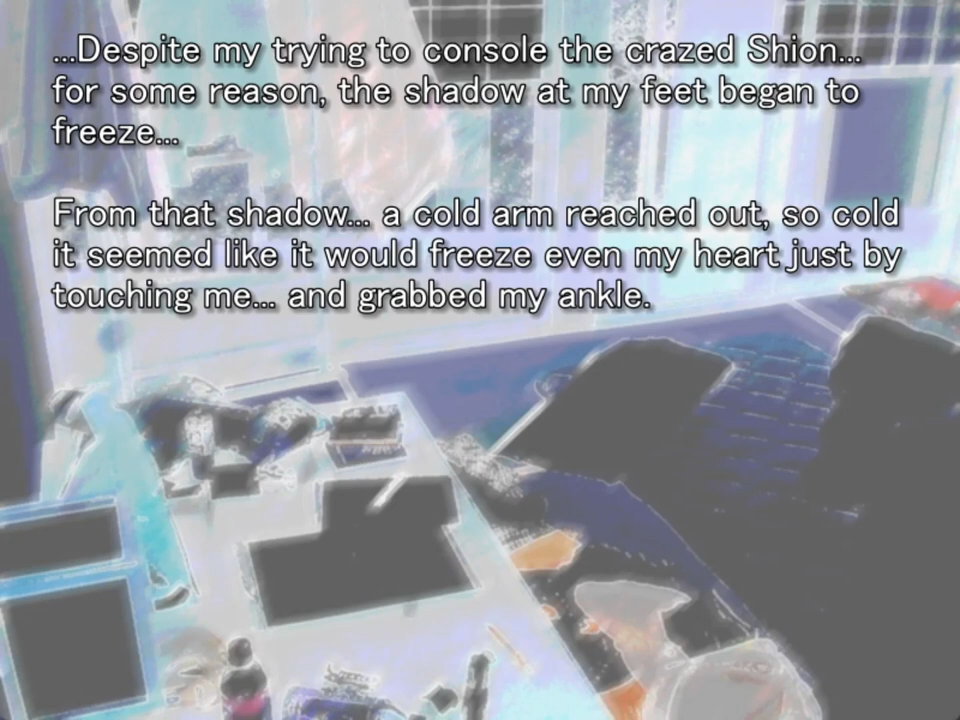 ...Despite my trying to console the crazed Shion...
for some reason, the shadow at my feet began to
freeze...
From that shadow... a cold arm reached out, so cold
it seemed like it would freeze even my heart just by
touching me... and grabbed my ankle.